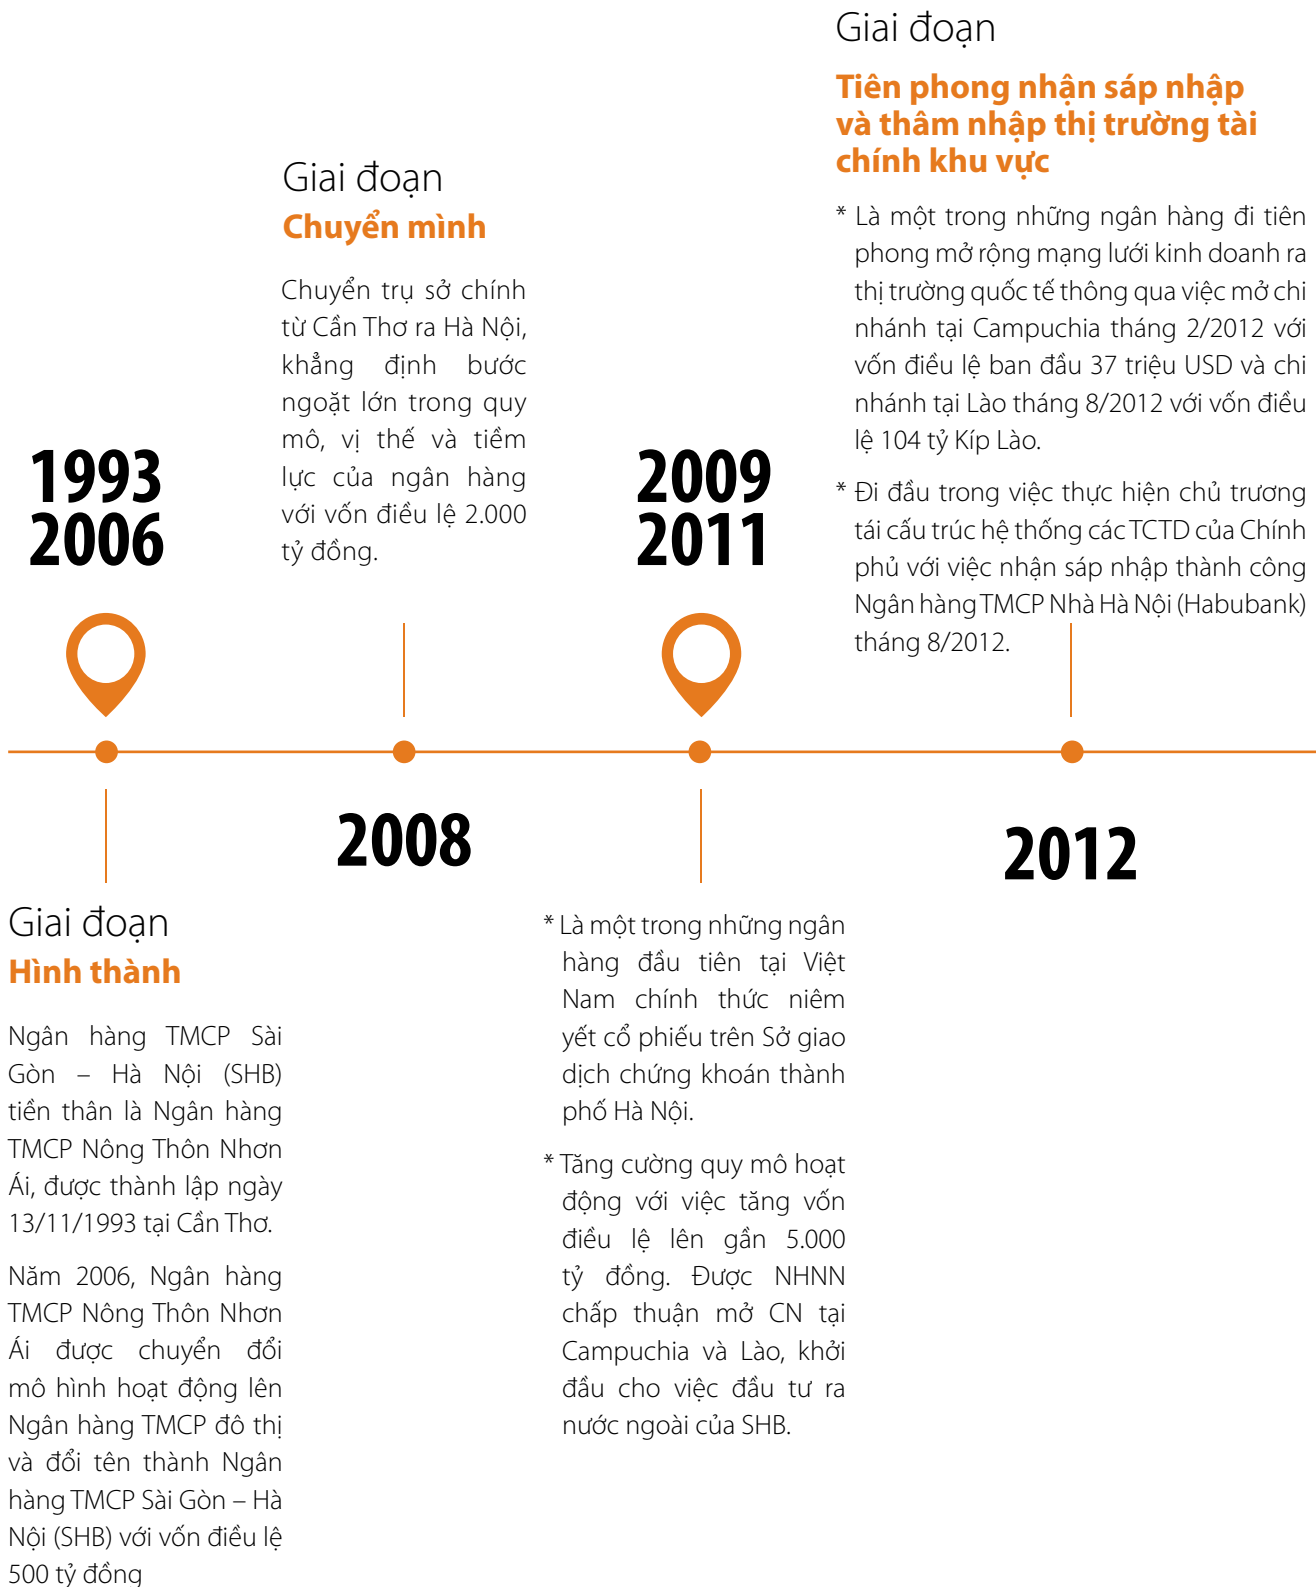 1993
2006
Giai đoạn
Hình thành
Ngân hàng TMCP Sài
Gòn – Hà Nội (SHB)
tiền thân là Ngân hàng
TMCP Nông Thôn Nhơn
Ái, được thành lập ngày
13/11/1993 tại Cần Thơ.
Năm 2006, Ngân hàng
TMCP Nông Thôn Nhơn
Ái được chuyển đổi
mô hình hoạt động lên
Ngân hàng TMCP đô thị
và đổi tên thành Ngân
hàng TMCP Sài Gòn – Hà
Nội (SHB) với vốn điều lệ
500 tỷ đồng
Giai đoạn
Chuyển mình
Chuyển trụ sở chính
từ Cần Thơ ra Hà Nội,
khẳng định bước
ngoặt lớn trong quy
mô, vị thế và tiềm
lực của ngân hàng
với vốn điều lệ 2.000
tỷ đồng.
2008
2009
2011
* Là một trong những ngân
hàng đầu tiên tại Việt
Nam chính thức niêm
yết cổ phiếu trên Sở giao
dịch chứng khoán thành
phố Hà Nội.
* Tăng cường quy mô hoạt
động với việc tăng vốn
điều lệ lên gần 5.000
tỷ đồng. Được NHNN
chấp thuận mở CN tại
Campuchia và Lào, khởi
đầu cho việc đầu tư ra
nước ngoài của SHB.
Giai đoạn
Tiên phong nhận sáp nhập
và thâm nhập thị trường tài
chính khu vực
* Là một trong những ngân hàng đi tiên
phong mở rộng mạng lưới kinh doanh ra
thị trường quốc tế thông qua việc mở chi
nhánh tại Campuchia tháng 2/2012 với
vốn điều lệ ban đầu 37 triệu USD và chi
nhánh tại Lào tháng 8/2012 với vốn điều
lệ 104 tỷ Kíp Lào.
* Đi đầu trong việc thực hiện chủ trương
tái cấu trúc hệ thống các TCTD của Chính
phủ với việc nhận sáp nhập thành công
Ngân hàng TMCP Nhà Hà Nội (Habubank)
tháng 8/2012.
2012